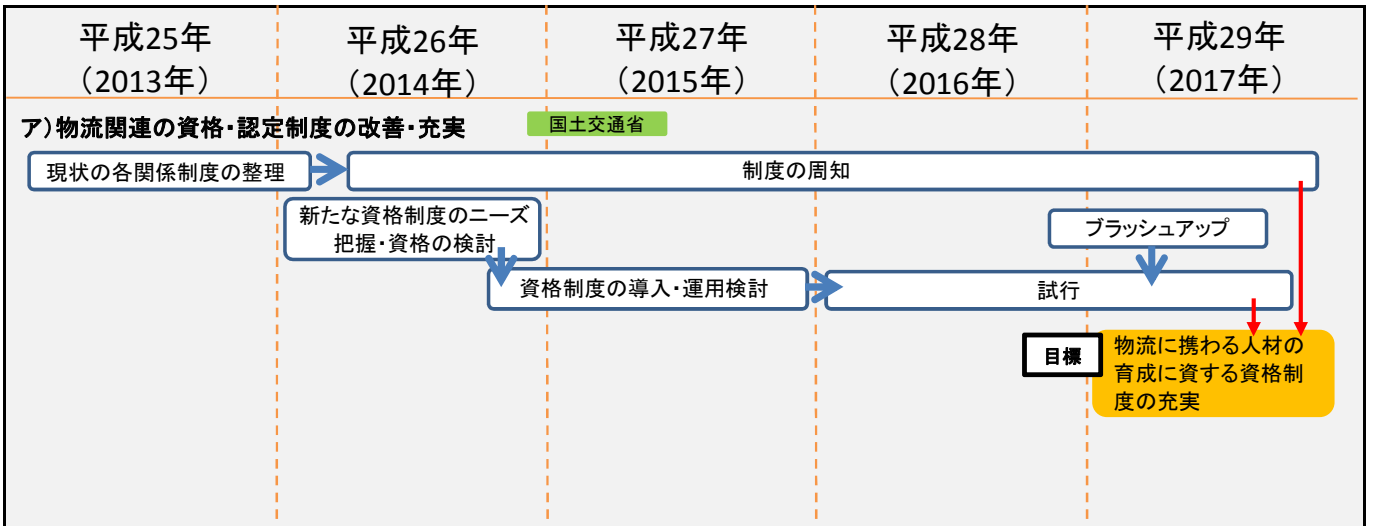 平成25年
（2013年）
平成26年
（2014年）
平成27年
（2015年）
平成28年
（2016年）
平成29年
（2017年）
ア）物流関連の資格・認定制度の改善・充実
国土交通省
現状の各関係制度の整理
制度の周知
新たな資格制度のニーズ
把握・資格の検討
ブラッシュアップ
資格制度の導入・運用検討
試行
目標
物流に携わる人材の
育成に資する資格制
度の充実